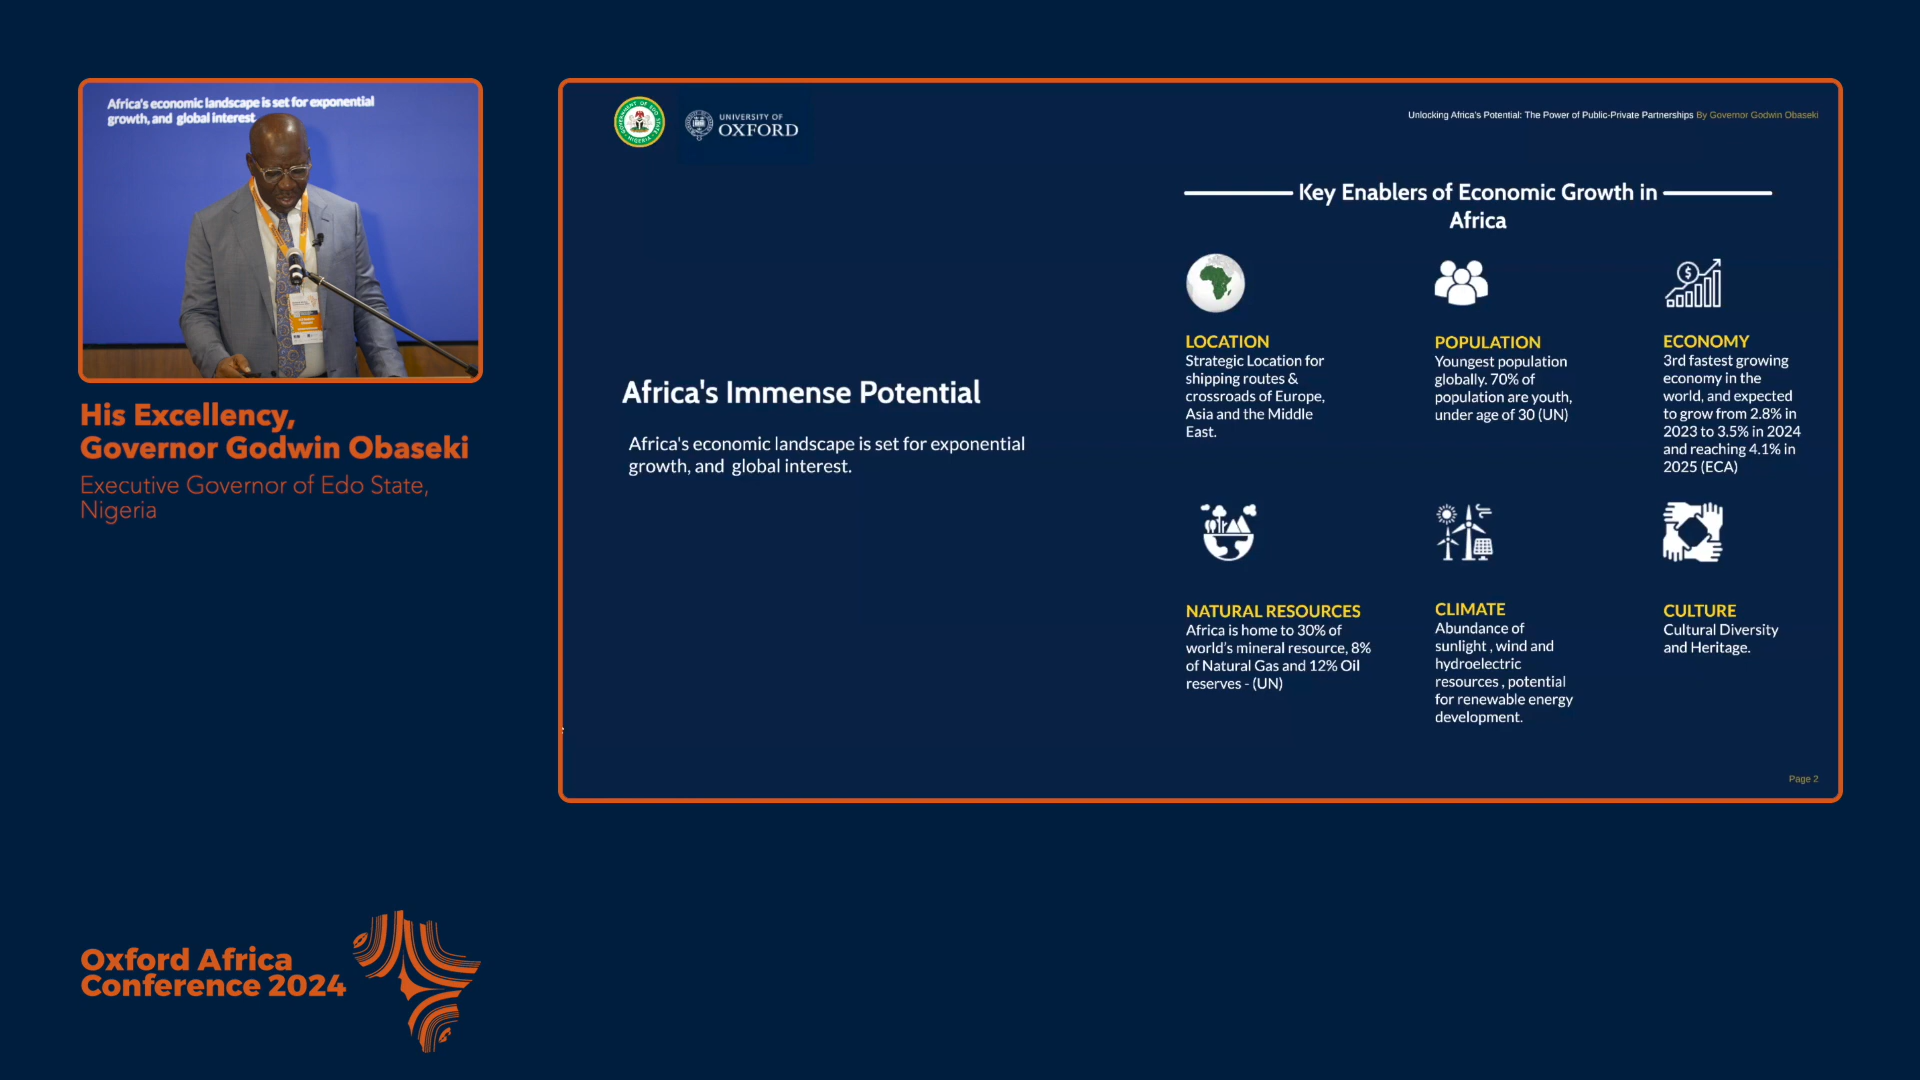 Africa's economic landscape is set for exponential
growth, and global interest
His Excellency,
Governor Godwin Obaseki
Executive Governor of Edo State,
Nigeria
Oxford Africa
Conference 2024
UNIVERSITY OF
OXFORD
Unlocking Africa's Potential: The Power of Public-Private Partnerships By Governor Godwin Obaseki
Africa's Immense Potential
Africa's economic landscape is set for exponential
growth, and global interest.
Key Enablers of Economic Growth in
Africa
LOCATION
Strategic Location for
shipping routes &
crossroads of Europe,
Asia and the Middle
East.
POPULATION
Youngest population
globally. 70% of
population are youth,
under age of 30 (UN)
ECONOMY
3rd fastest growing
economy in the
world, and expected
to grow from 2.8% in
2023 to 3.5% in 2024
and reaching 4.1% in
2025 (ECA)
NATURAL RESOURCES
Africa is home to 30% of
world's mineral resource, 8%
of Natural Gas and 12% Oil
reserves - (UN)
CLIMATE
Abundance of
sunlight , wind and
hydroelectric
resources , potential
for renewable energy
development.
CULTURE
Cultural Diversity
and Heritage.
Page 2